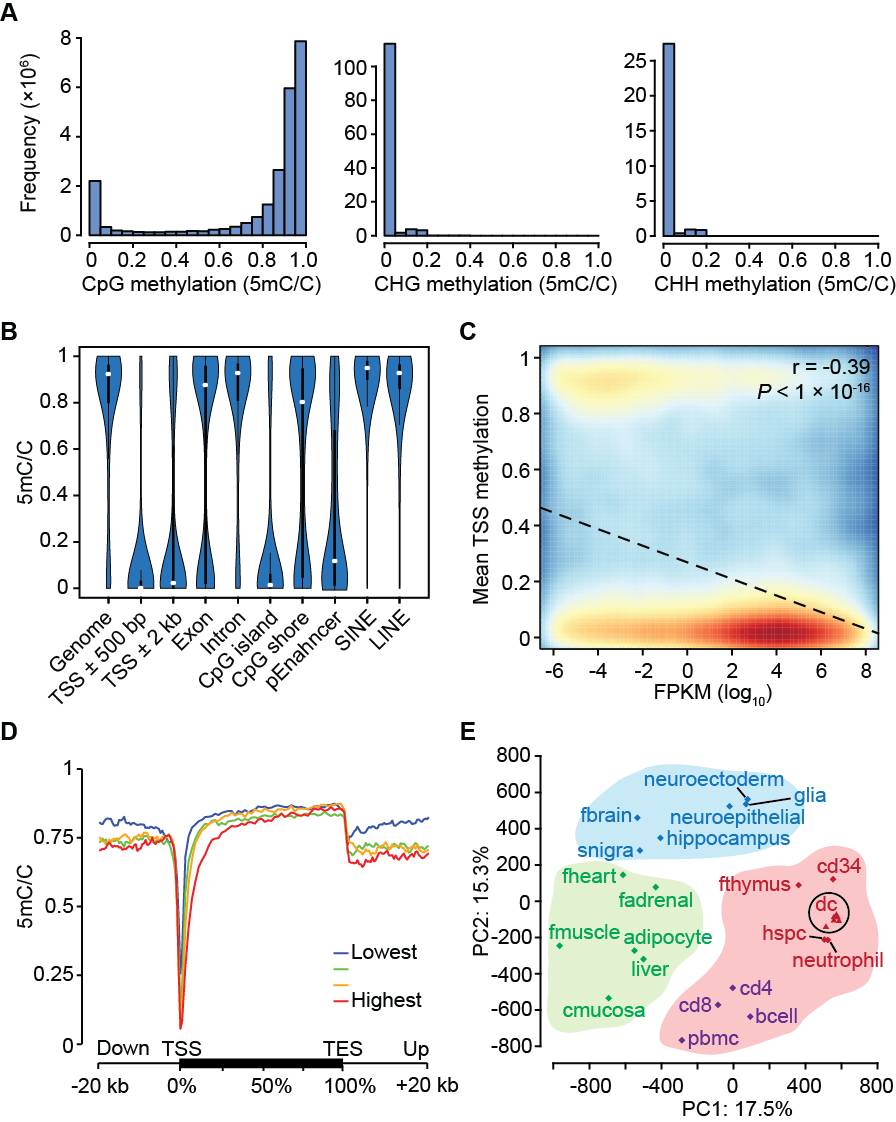 A
Frequency (×10⁶)
8
6
4
2
0
0 0.2 0.4 0.6 0.8 1.0
CpG methylation (5mC/C)
100
80
60
40
20
0
0 0.2 0.4 0.6 0.8 1.0
CHG methylation (5mC/C)
25
20
15
10
5
0
0 0.2 0.4 0.6 0.8 1.0
CHH methylation (5mC/C)
B
5mC/C
1
0.8
0.6
0.4
0.2
0
Genome
TSS ± 500 bp
TSS ± 2 kb
Exon
Intron
CpG island
CpG shore
pEnahncer
SINE
LINE
C
Mean TSS methylation
1
0.8
0.6
0.4
0.2
0
r = -0.39
P < 1 × 10⁻¹⁶
-6 -4 -2 0 2 4 6 8
FPKM (log₁₀)
D
5mC/C
1
0.75
0.5
0.25
0
Lowest
Highest
Down TSS TES Up
-20 kb 0% 50% 100% +20 kb
E
PC2: 15.3%
800
600
400
200
0
-200
-400
-600
-800
neuroectoderm
glia
fbrain
neuroepithelial
hippocampus
snigra
fheart
fadrenal
fmuscle
adipocyte
liver
cmucosa
cd34
fthymus
dc
hspc
neutrophil
cd4
cd8
bcell
pbmc
-800 -400 0 400 800
PC1: 17.5%